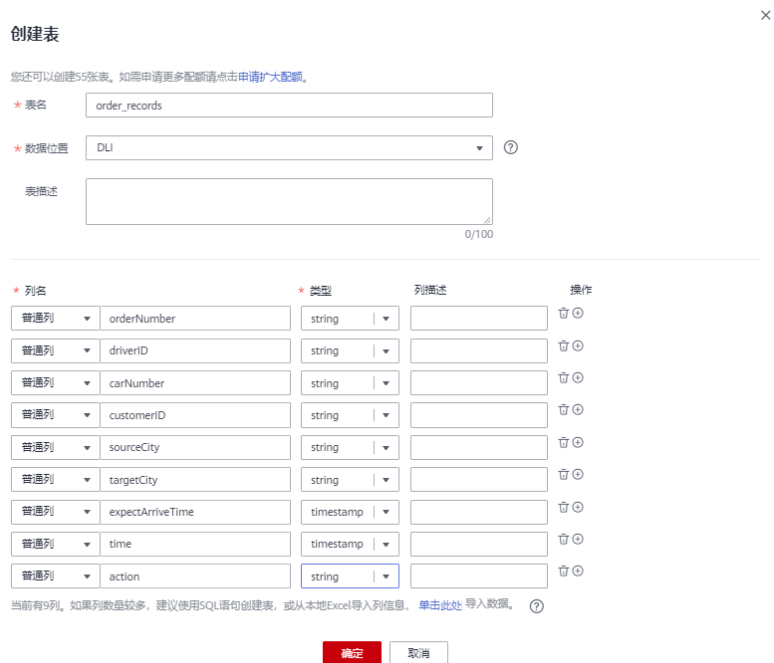 创建表
您还可以创建55张表。如需申请更多配额请点击申请扩大配额。
* 表名 order_records
* 数据位置 DLI
表描述
0/100
* 列名 * 类型 列描述 操作
普通列 orderNumber string
普通列 driverID string
普通列 carNumber string
普通列 customerID string
普通列 sourceCity string
普通列 targetCity string
普通列 expectArriveTime timestamp
普通列 time timestamp
普通列 action string
当前有9列。如果列数量较多，建议使用SQL语句创建表，或从本地Excel导入列信息， 单击此处 导入数据。
确定 取消